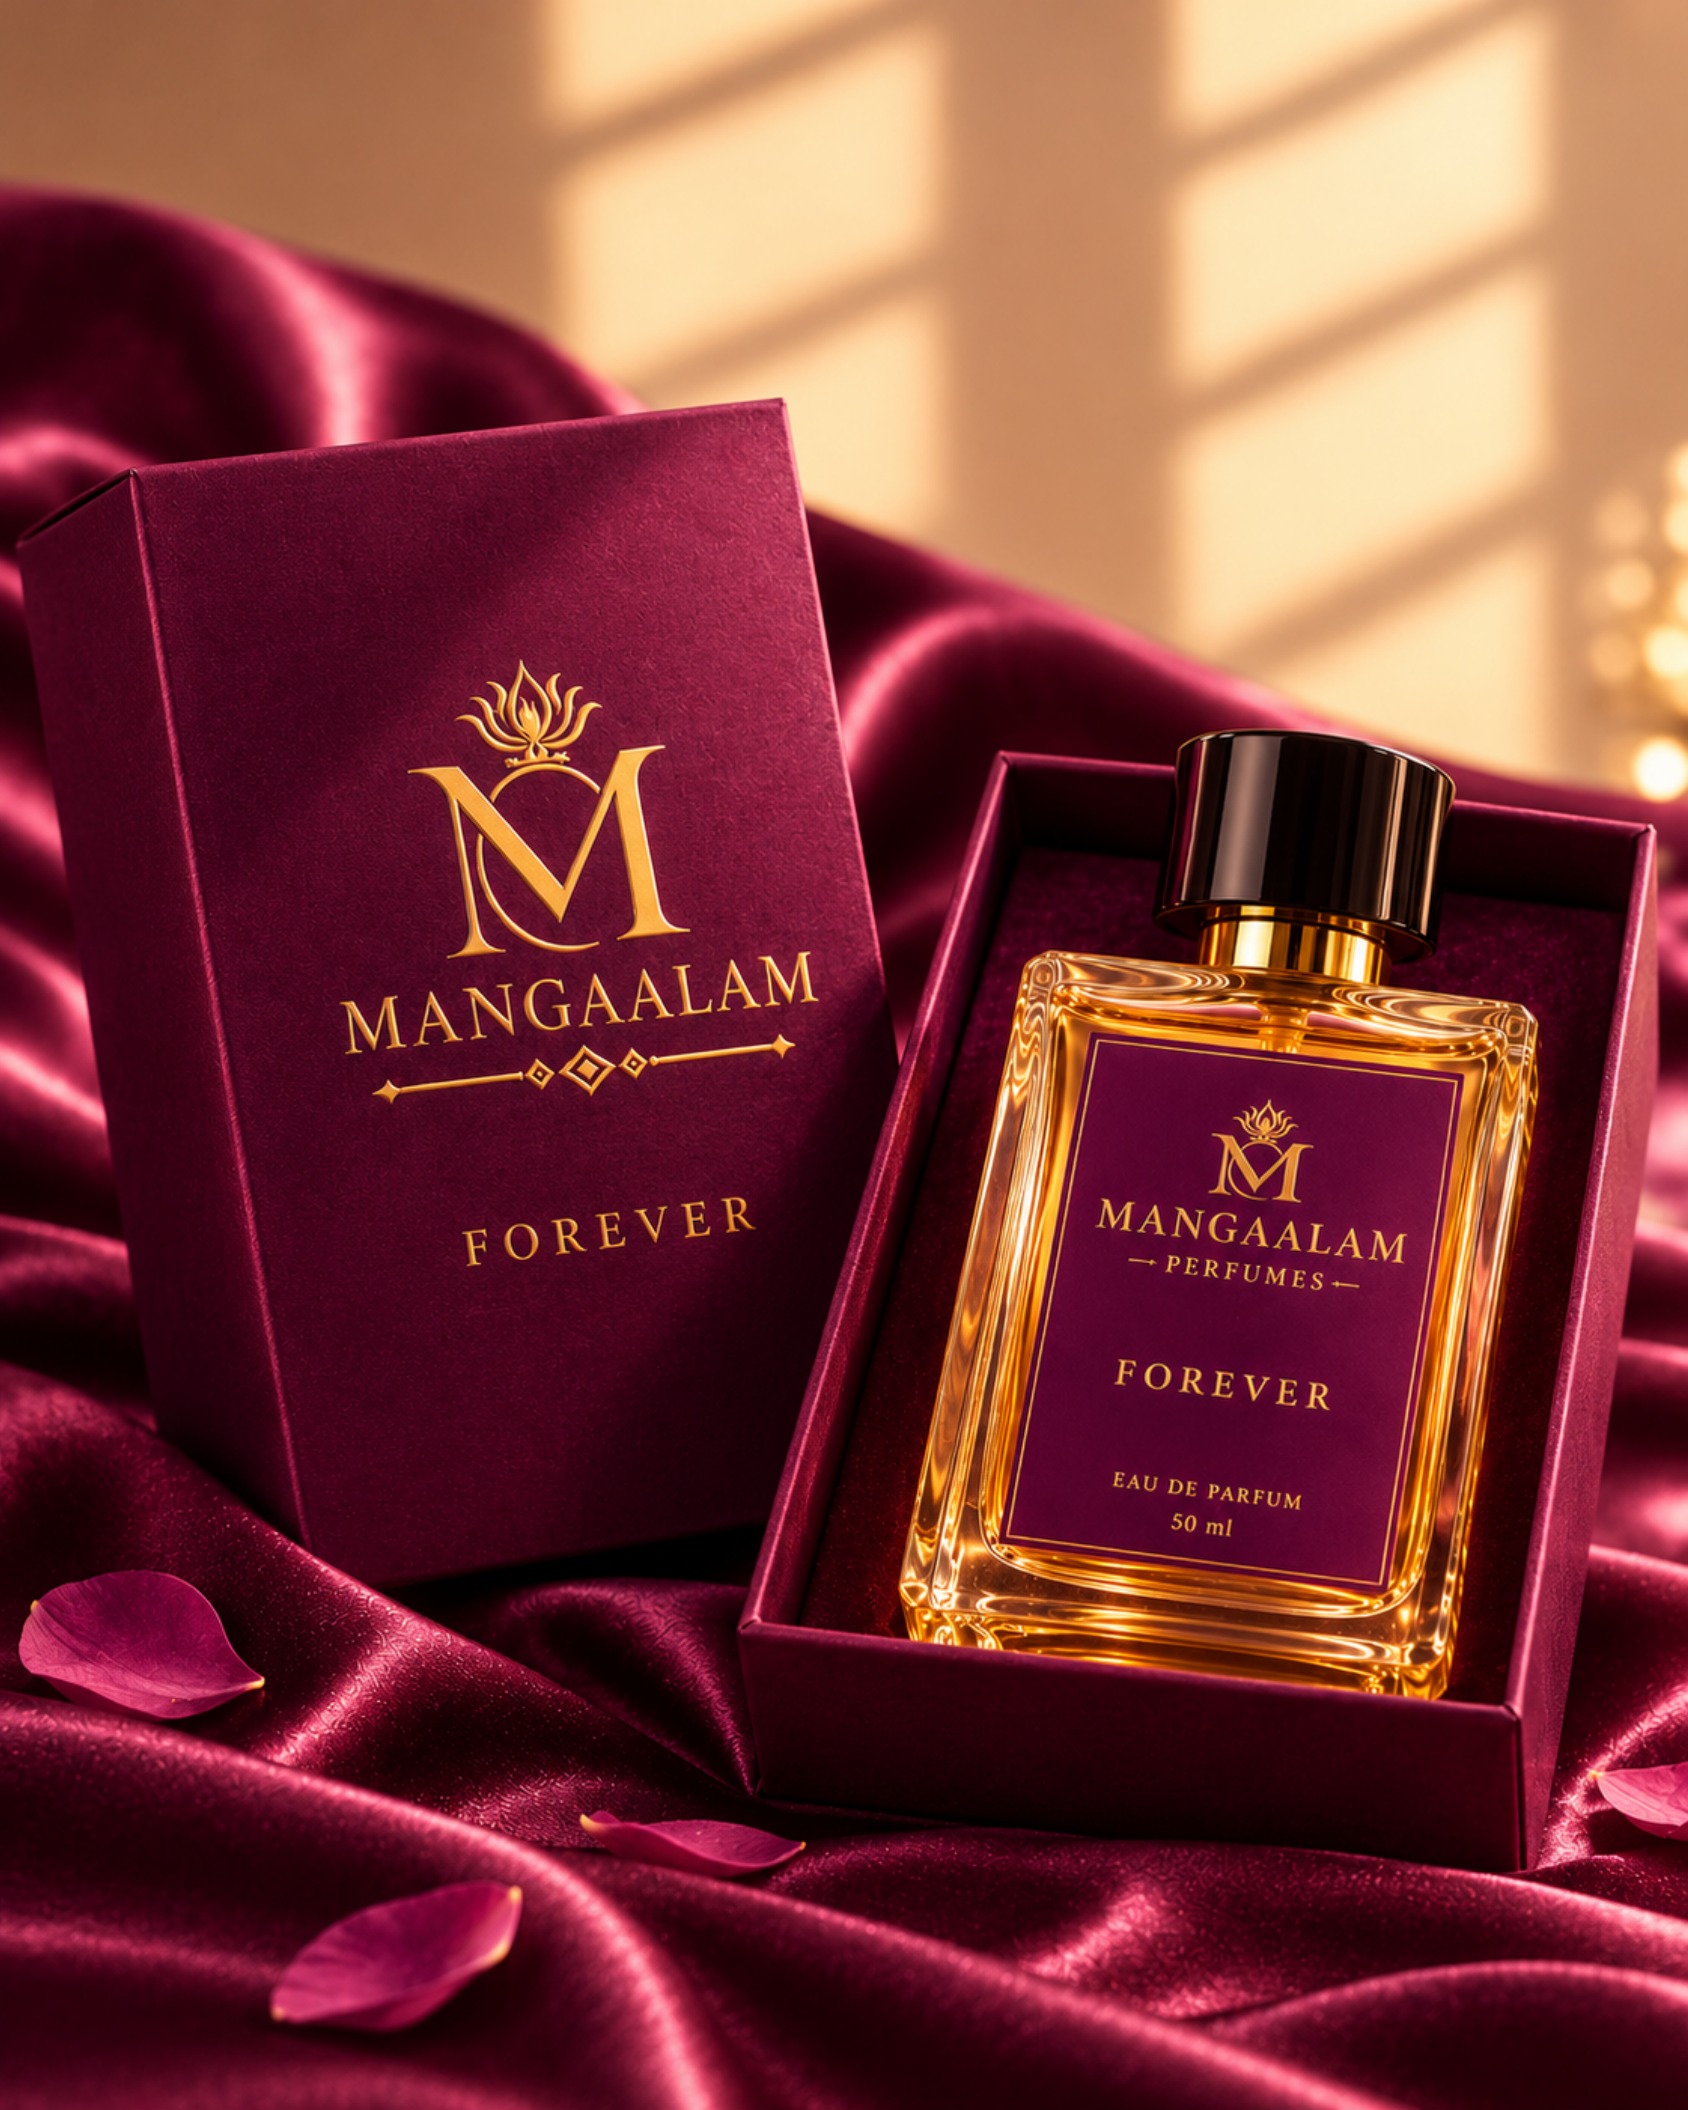 M
MANGAALAM
FOREVER
M
MANGAALAM
PERFUMES
FOREVER
EAU DE PARFUM
50 ml